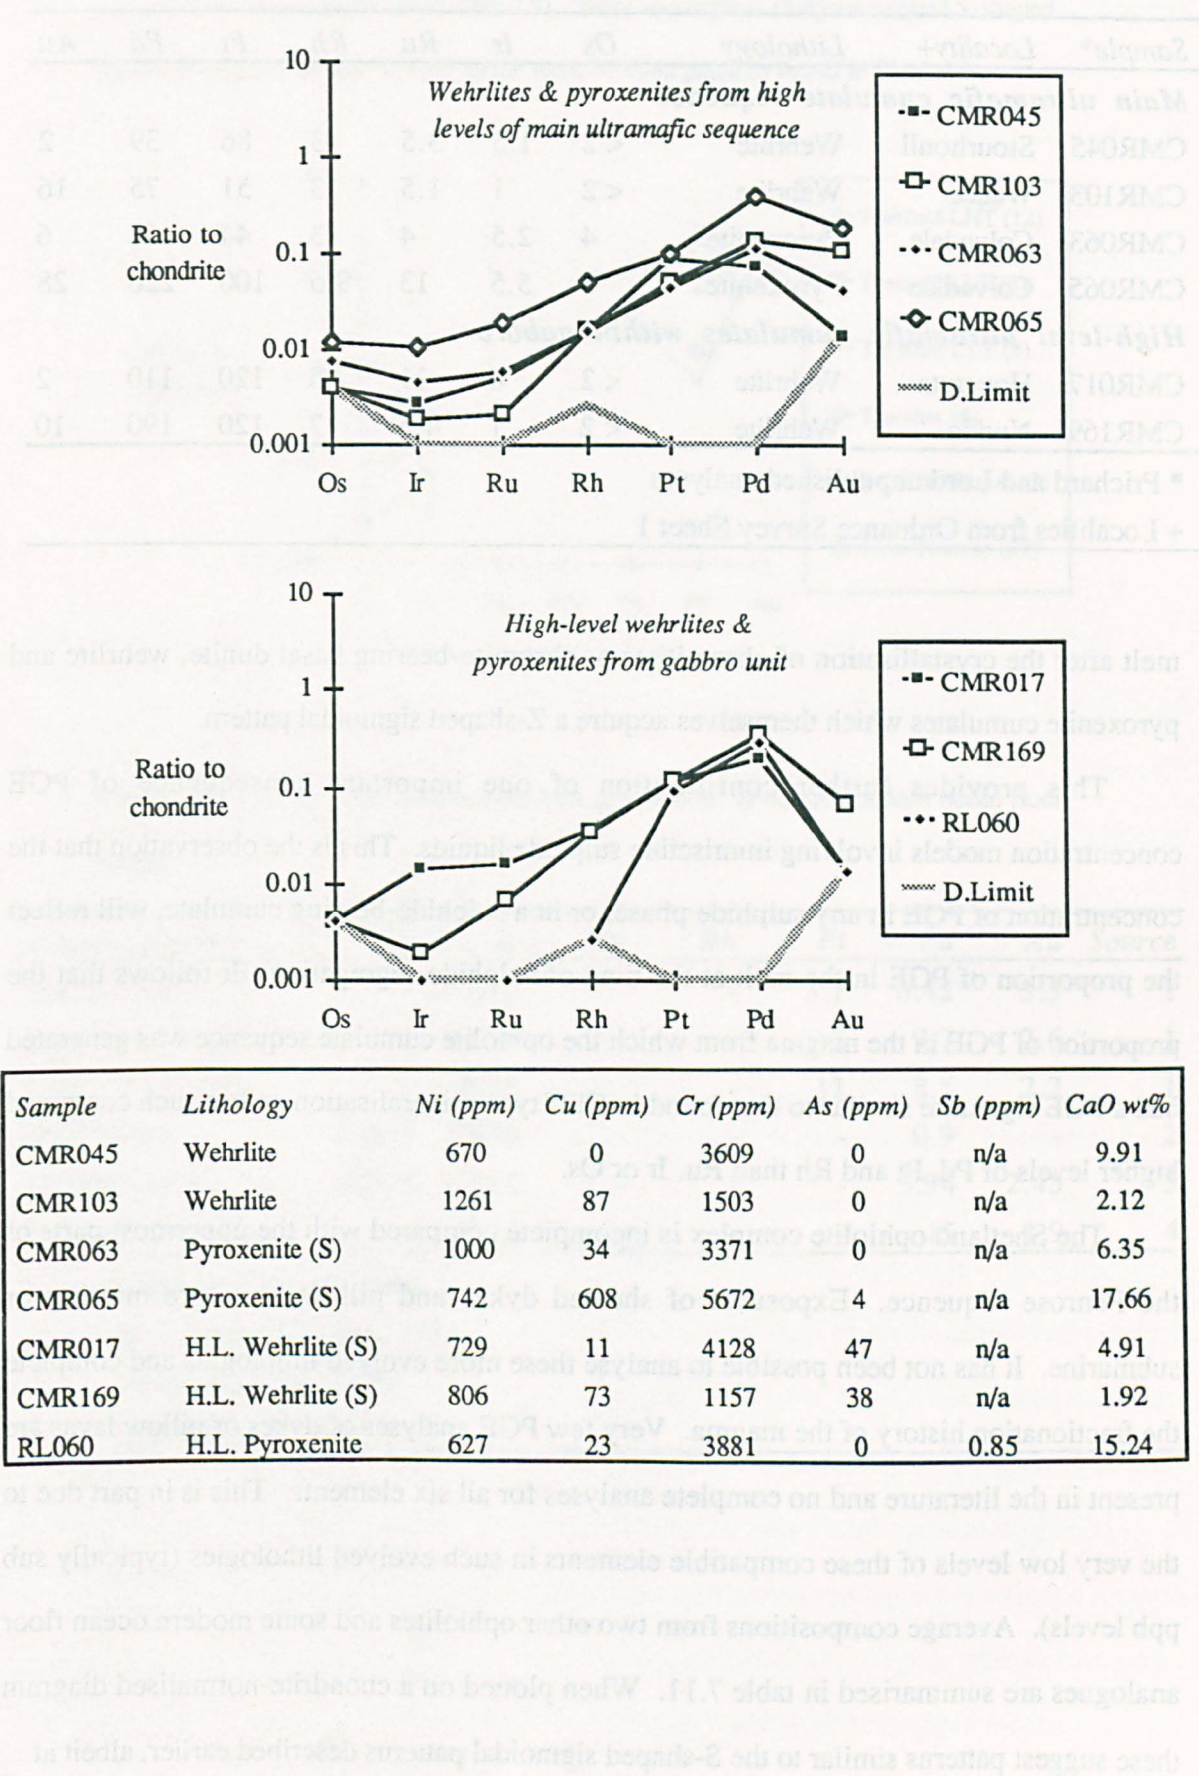 Wehrlites & pyroxenites from high
levels of main ultramafic sequence
10
1
0.1
0.01
0.001
Ratio to
chondrite
Os Ir Ru Rh Pt Pd Au
CMR045
CMR103
CMR063
CMR065
D.Limit
High-level wehrlites &
pyroxenites from gabbro unit
10
1
0.1
0.01
0.001
Ratio to
chondrite
Os Ir Ru Rh Pt Pd Au
CMR017
CMR169
RL060
D.Limit
Sample Lithology Ni (ppm) Cu (ppm) Cr (ppm) As (ppm) Sb (ppm) CaO wt%
CMR045 Wehrlite 670 0 3609 0 n/a 9.91
CMR103 Wehrlite 1261 87 1503 0 n/a 2.12
CMR063 Pyroxenite (S) 1000 34 3371 0 n/a 6.35
CMR065 Pyroxenite (S) 742 608 5672 4 n/a 17.66
CMR017 H.L. Wehrlite (S) 729 11 4128 47 n/a 4.91
CMR169 H.L. Wehrlite (S) 806 73 1157 38 n/a 1.92
RL060 H.L. Pyroxenite 627 23 3881 0 0.85 15.24